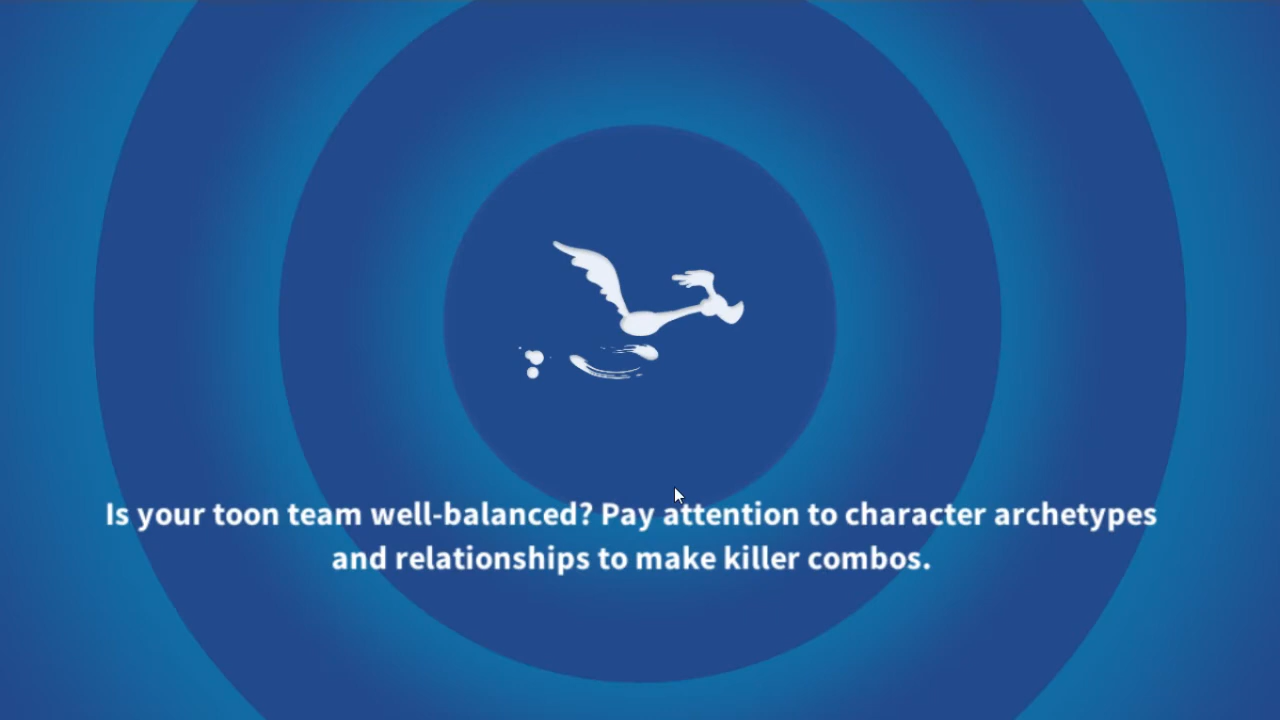 Is your toon team well-balanced? Pay attention to character archetypes
and relationships to make killer combos.